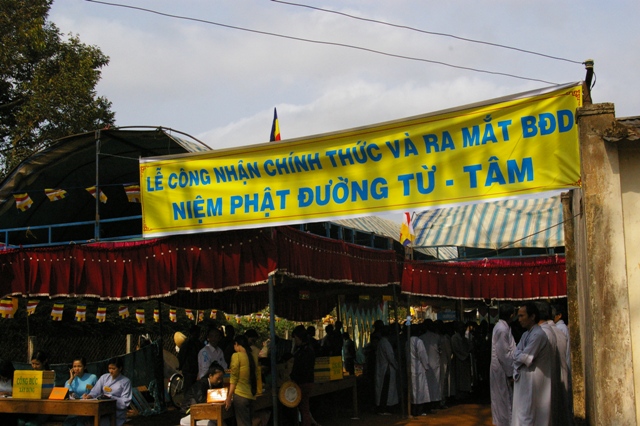 LỄ CÔNG NHẬN CHÍNH THỨC VÀ RA MẮT BĐD
NIỆM PHẬT ĐƯỜNG TỪ - TÂM